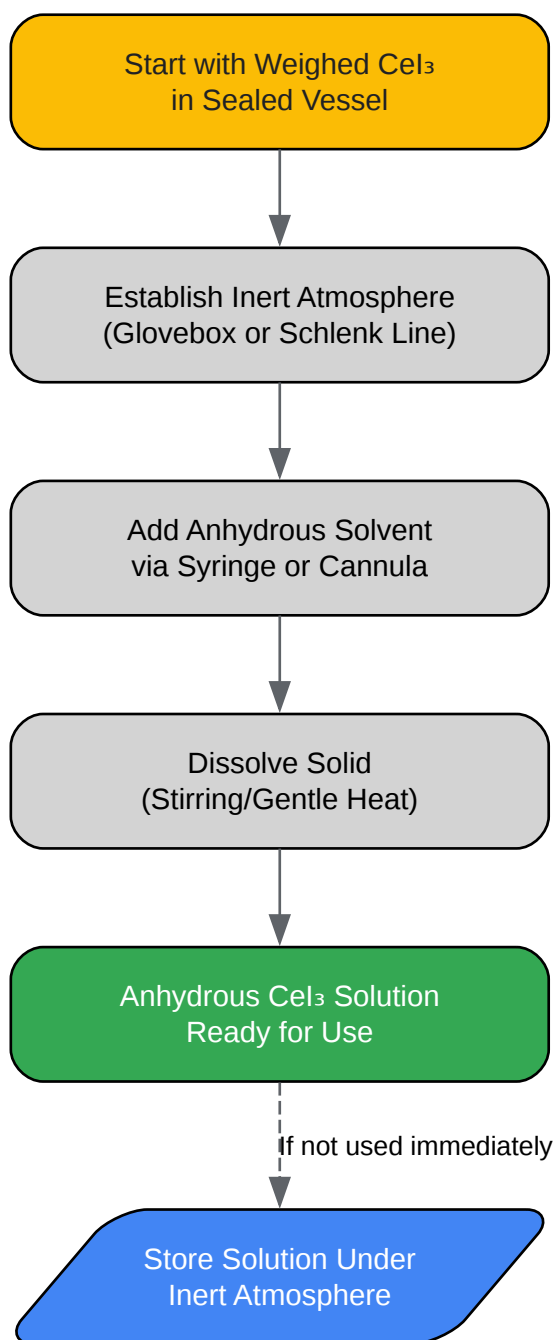 Start with Weighed CeI₃
in Sealed Vessel
Establish Inert Atmosphere
(Glovebox or Schlenk Line)
Add Anhydrous Solvent
via Syringe or Cannula
Dissolve Solid
(Stirring/Gentle Heat)
Anhydrous CeI₃ Solution
Ready for Use
If not used immediately
Store Solution Under
Inert Atmosphere